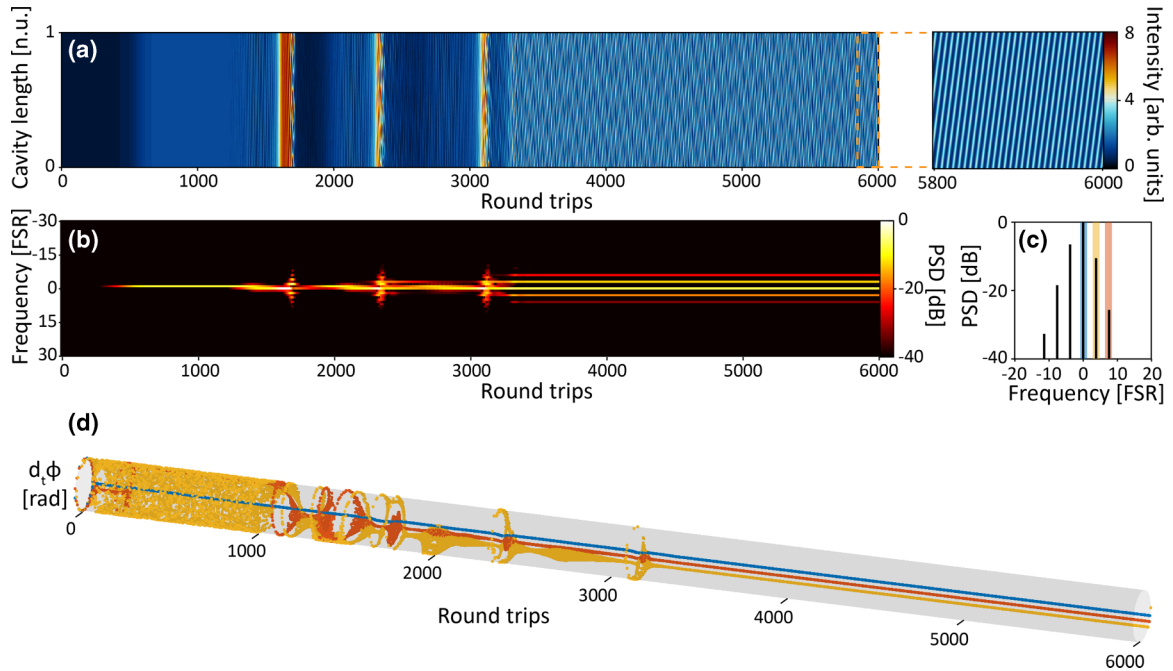 (a)
Cavity length [n.u.]
1
0
0 1000 2000 3000 4000 5000 6000
Round trips
5800 6000
8
4
0
Intensity [arb. units]
(b)
Frequency [FSR]
-30
-15
0
15
30
0 1000 2000 3000 4000 5000 6000
Round trips
0
-10
-20
-30
-40
PSD [dB]
(c)
PSD [dB]
0
-20
-40
-20 -10 0 10 20
Frequency [FSR]
(d)
dₜϕ
[rad]
0 1000 2000 3000 4000 5000 6000
Round trips